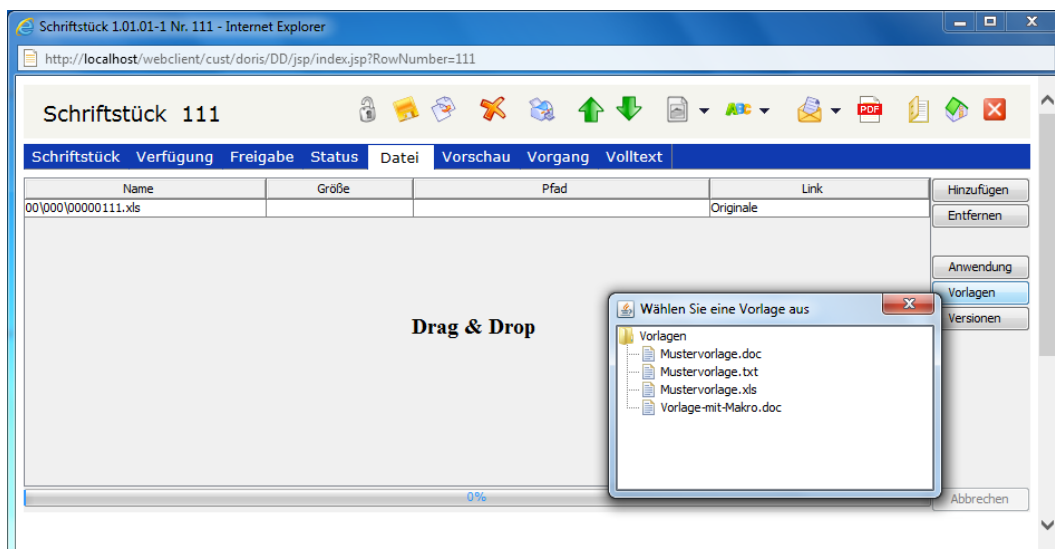 Schriftstück 1.01.01-1 Nr. 111 - Internet Explorer
http://localhost/webclient/cust/doris/DD/jsp/index.jsp?RowNumber=111
Schriftstück 111
ABC PDF
Schriftstück Verfügung Freigabe Status Datei Vorschau Vorgang Volltext
Name Größe Pfad Link
00\000\00000111.xls Originale
Hinzufügen
Entfernen
Anwendung
Vorlagen
Versionen
Drag & Drop
Wählen Sie eine Vorlage aus
Vorlagen
Mustervorlage.doc
Mustervorlage.txt
Mustervorlage.xls
Vorlage-mit-Makro.doc
0%
Abbrechen